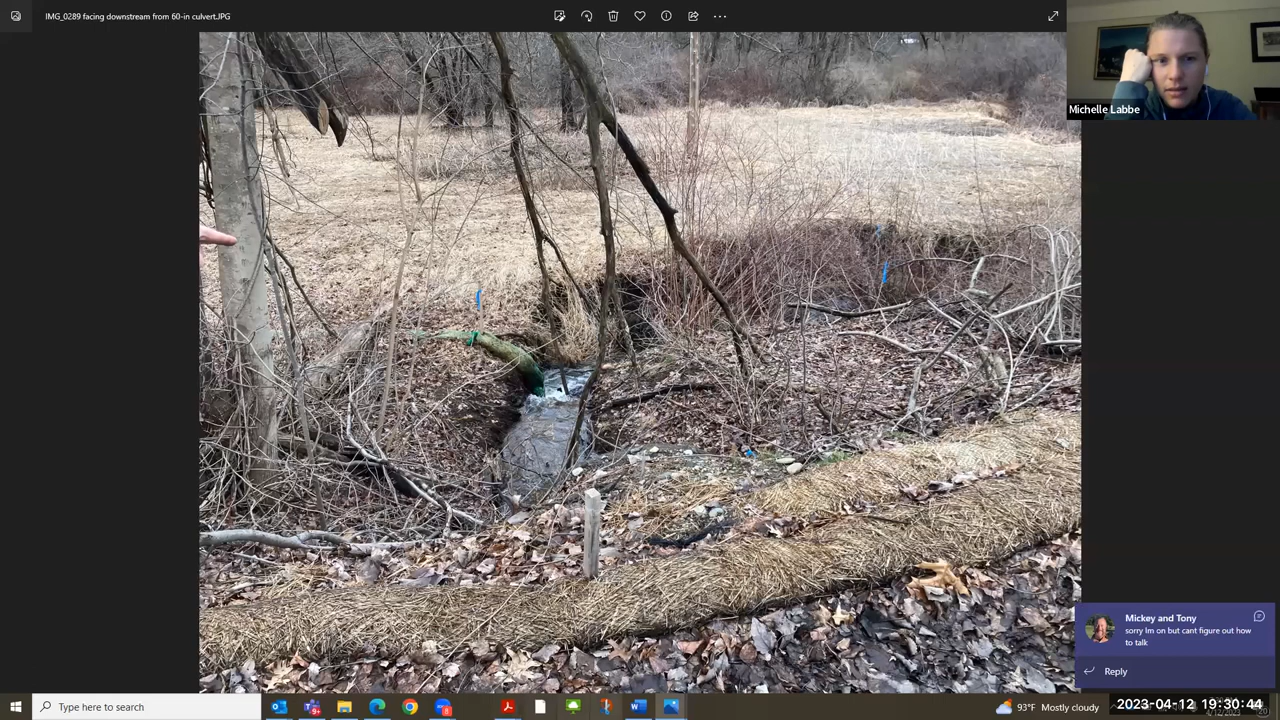 IMG_0289 facing downstream from 60-in culvert.JPG
Michelle Labbe
Mickey and Tony
sorry Im on but cant figure out how
to talk
Reply
Type here to search
93°F Mostly cloudy
2023-04-12 19:30:44